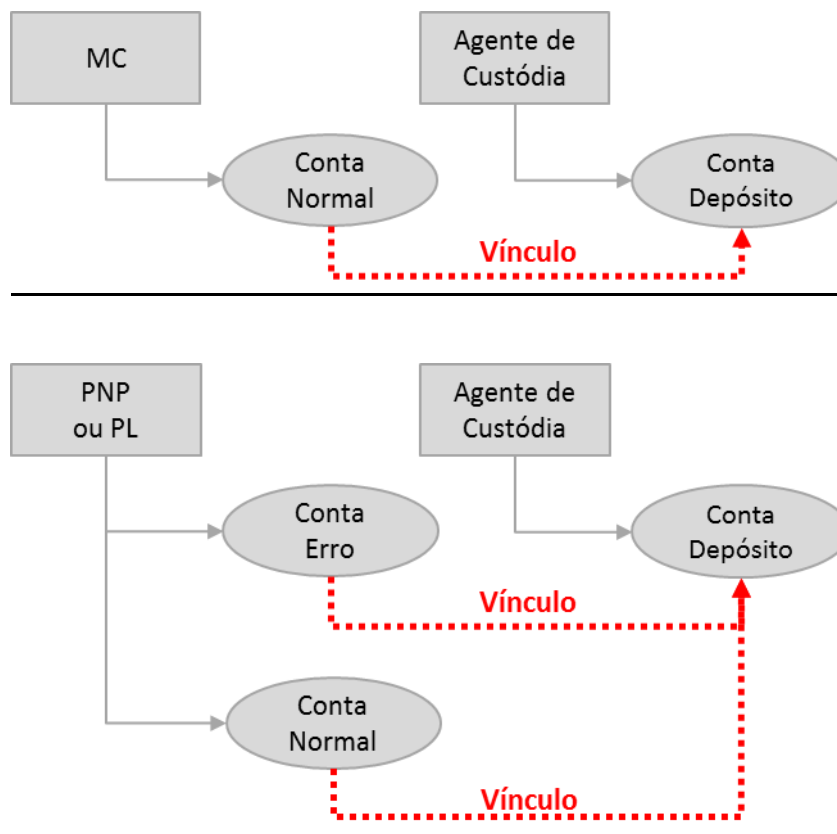 MC
Agente de
Custódia
Conta
Normal
Conta
Depósito
Vínculo
PNP
ou PL
Agente de
Custódia
Conta
Erro
Conta
Depósito
Vínculo
Conta
Normal
Vínculo